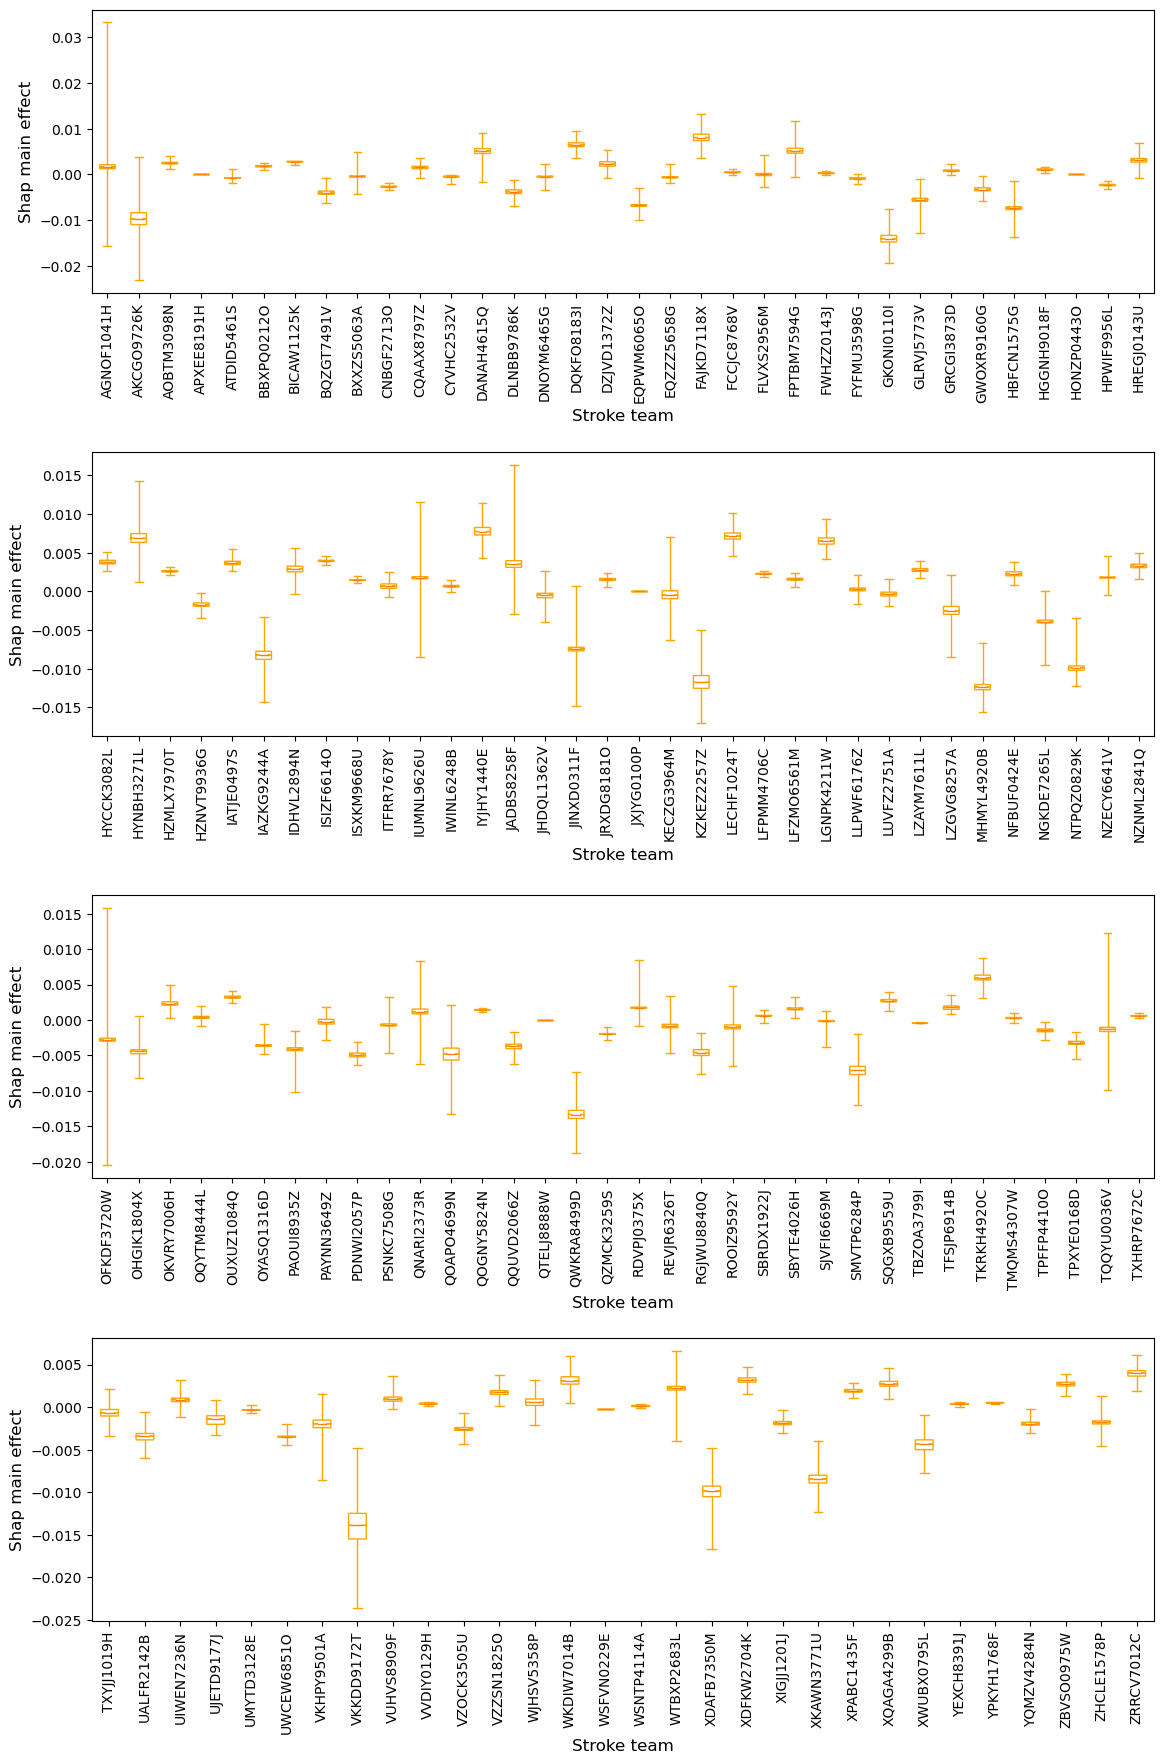 Shap main effect
0.03
0.02
0.01
0.00
−0.01
−0.02
AGNOF1041H
AKCGO9726K
AOBTM3098N
APXEE8191H
ATDID5461S
BBXPQ0212O
BICAW1125K
BQZGT7491V
BXXZS5063A
CNBGF2713O
CQAAX8797Z
CYVHC2532V
DANAH4615Q
DLNBB9786K
DNOYM6465G
DQKFO8183I
DZJVD1372Z
EQPWM6065O
EQZZZ5658G
FAJKD7118X
FCCJC8768V
FLVXS2956M
FPTBM7594G
FWHZZ0143J
FYFMU3598G
GKONI0110I
GLRVJ5773V
GRCGI3873D
GWOXR9160G
HBFCN1575G
HGGNH9018F
HONZP0443O
HPWIF9956L
HREGJ0143U
Stroke team
Shap main effect
0.015
0.010
0.005
0.000
−0.005
−0.010
−0.015
HYCCK3082L
HYNBH3271L
HZMLX7970T
HZNVT9936G
IATJE0497S
IAZKG9244A
IDHVL2894N
ISIZF6614O
ISXKM9668U
ITFRR7678Y
IUMNL9626U
IWINL6248B
IYJHY1440E
JADBS8258F
JHDQL1362V
JINXD0311F
JRXDG8181O
JXJYG0100P
KECZG3964M
KZKEZ2257Z
LECHF1024T
LFPMM4706C
LFZMO6561M
LGNPK4211W
LLPWF6176Z
LUVFZ2751A
LZAYM7611L
LZGVG8257A
MHMYL4920B
NFBUF0424E
NGKDE7265L
NTPQZ0829K
NZECY6641V
NZNML2841Q
Stroke team
Shap main effect
0.015
0.010
0.005
0.000
−0.005
−0.010
−0.015
−0.020
OFKDF3720W
OHGIK1804X
OKVRY7006H
OQYTM8444L
OUXUZ1084Q
OYASQ1316D
PAOUI8935Z
PAYNN3649Z
PDNWI2057P
PSNKC7508G
QNARI2373R
QOAPO4699N
QOGNY5824N
QQUVD2066Z
QTELJ8888W
QWKRA8499D
QZMCK3259S
RDVPJ0375X
REVJR6326T
RGJWU8840Q
ROOIZ9592Y
SBRDX1922J
SBYTE4026H
SJVFI6669M
SMVTP6284P
SQGXB9559U
TBZOA3799I
TFSJP6914B
TKRKH4920C
TMQMS4307W
TPFFP4410O
TPXYE0168D
TQQYU0036V
TXHRP7672C
Stroke team
Shap main effect
0.005
0.000
−0.005
−0.010
−0.015
−0.020
−0.025
TXYJJ1019H
UALFR2142B
UIWEN7236N
UJETD9177J
UMYTD3128E
UWCEW6851O
VKHPY9501A
VKKDD9172T
VUHVS8909F
VVDIY0129H
VZOCK3505U
VZZSN1825O
WJHSV5358P
WKDIW7014B
WSFVN0229E
WSNTP4114A
WTBXP2683L
XDAFB7350M
XDFKW2704K
XIGJJ1201J
XKAWN3771U
XPABC1435F
XQAGA4299B
XWUBX0795L
YEXCH8391J
YPKYH1768F
YQMZV4284N
ZBVSO0975W
ZHCLE1578P
ZRRCV7012C
Stroke team